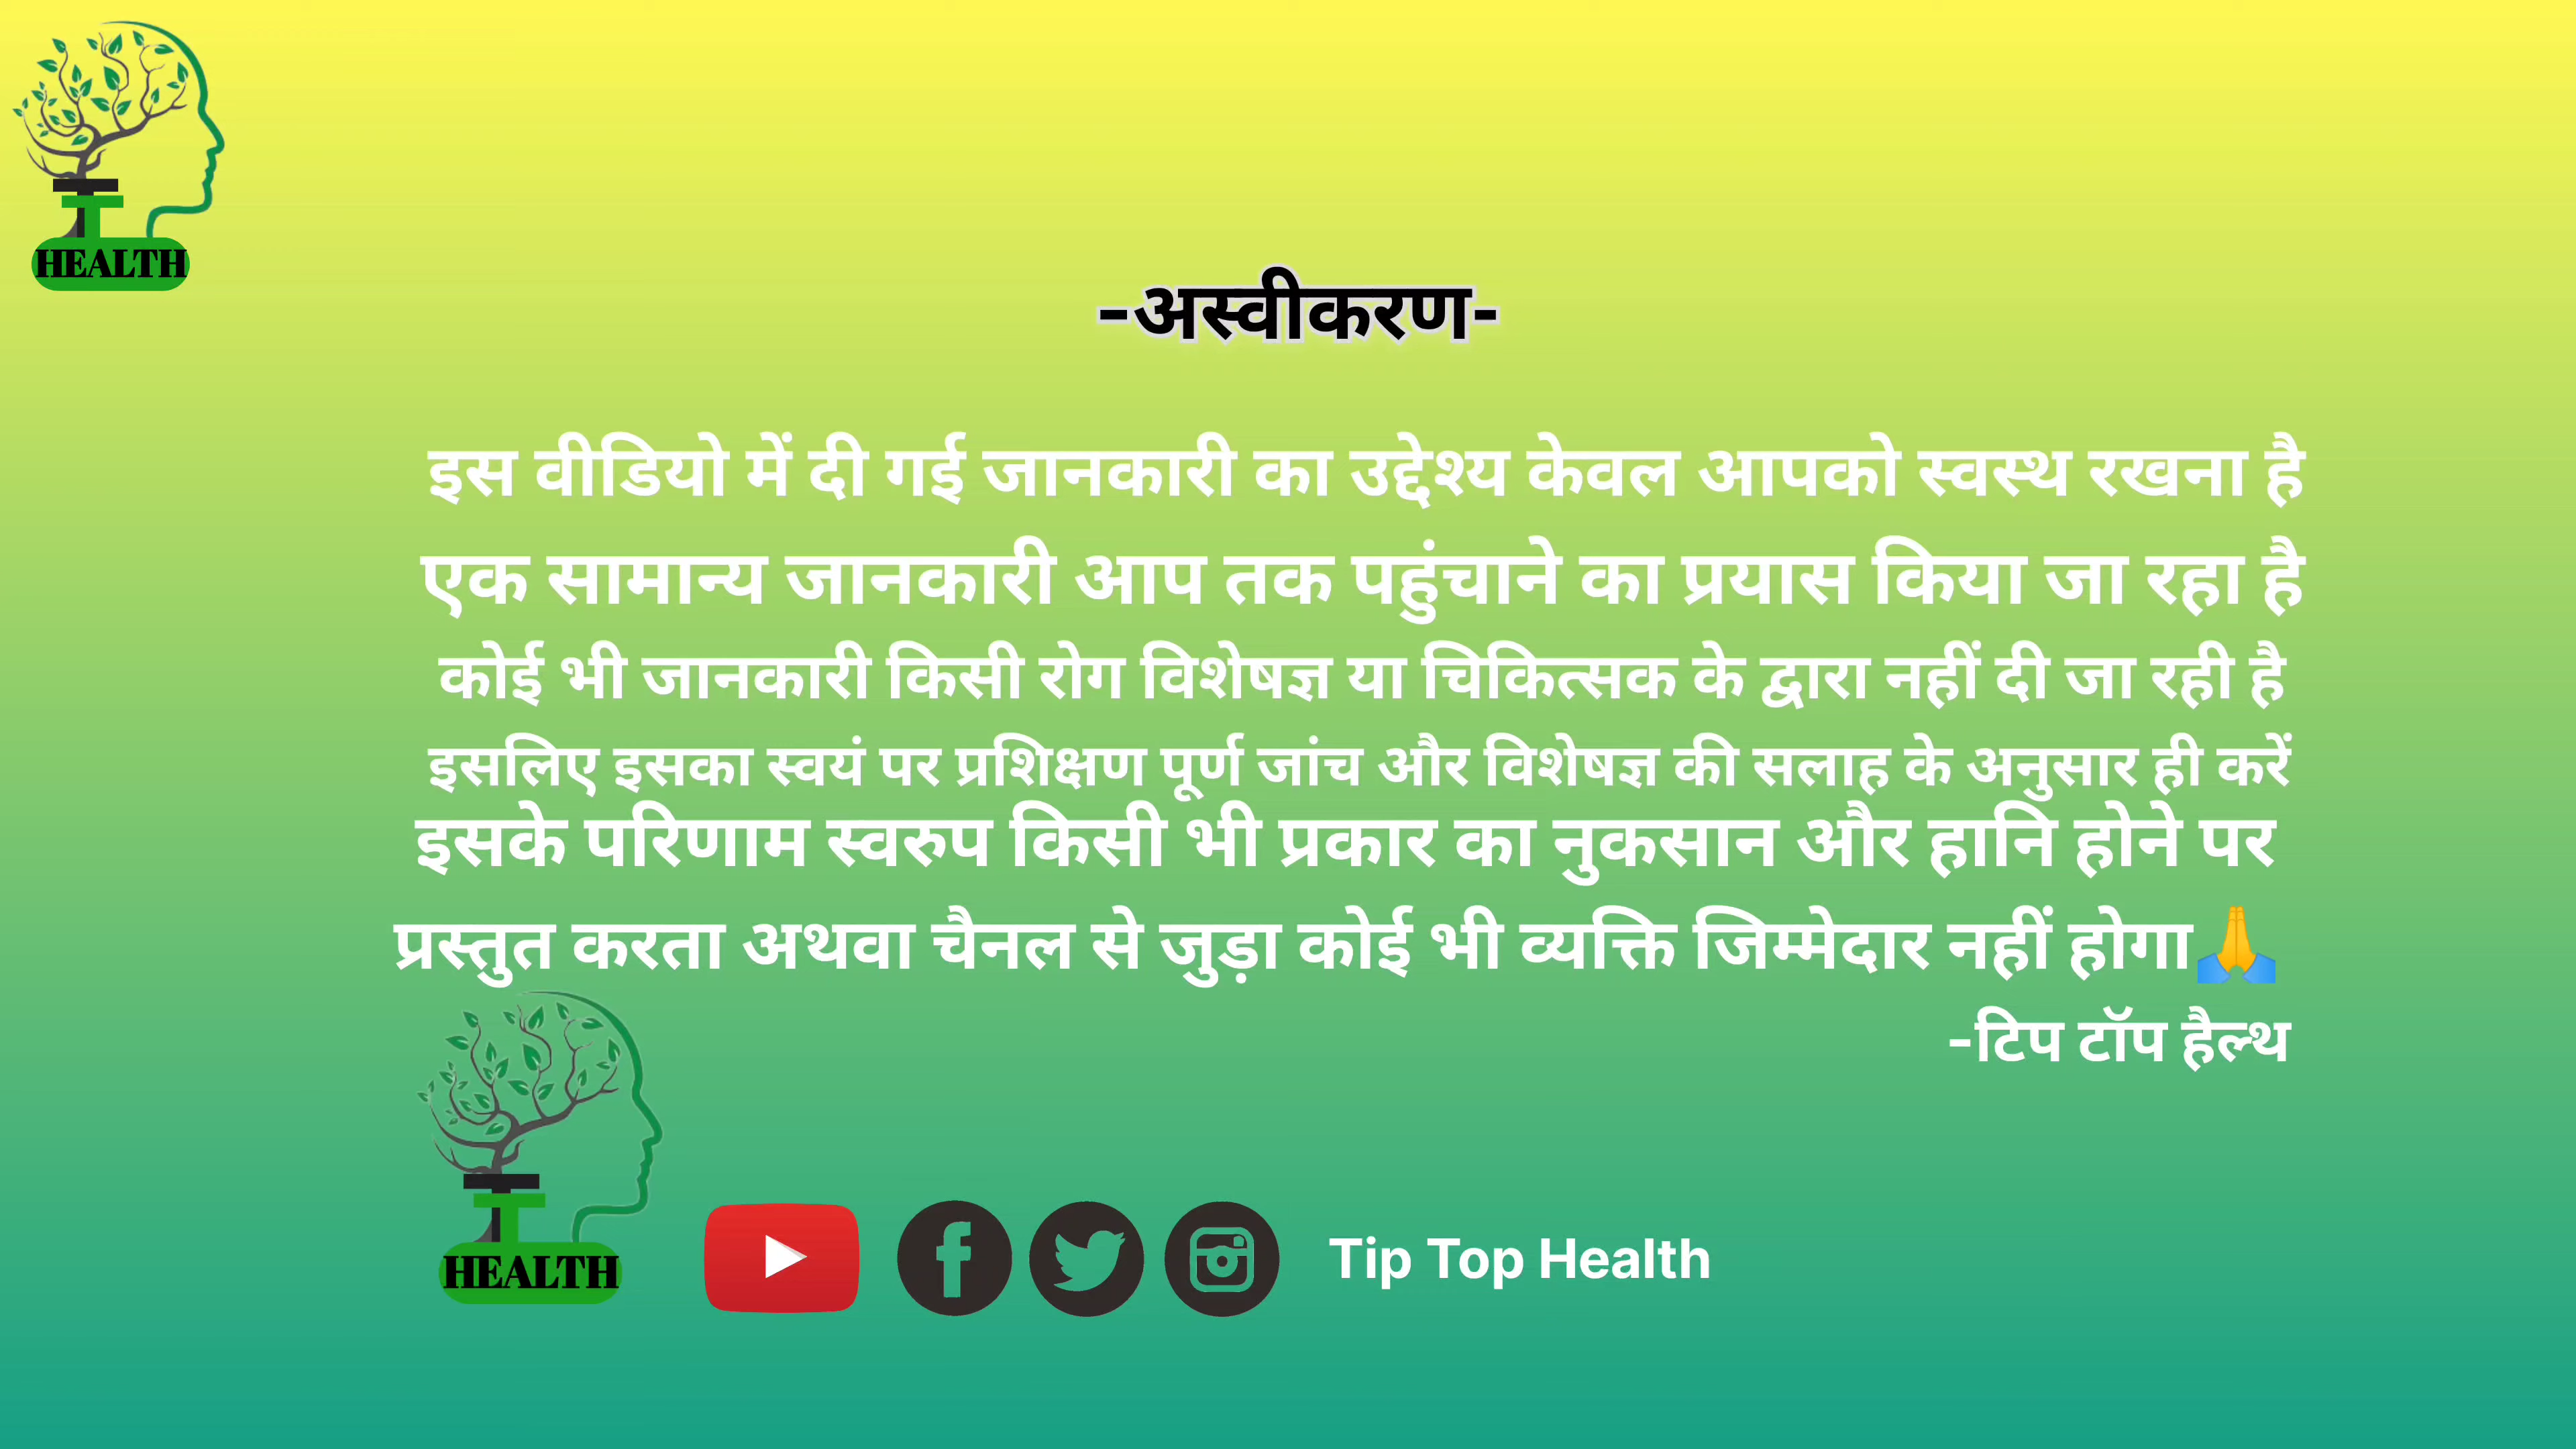 HEALTH
-अस्वीकरण-
इस वीडियो में दी गई जानकारी का उद्देश्य केवल आपको स्वस्थ रखना है
एक सामान्य जानकारी आप तक पहुंचाने का प्रयास किया जा रहा है
कोई भी जानकारी किसी रोग विशेषज्ञ या चिकित्सक के द्वारा नहीं दी जा रही है
इसलिए इसका स्वयं पर प्रशिक्षण पूर्ण जांच और विशेषज्ञ की सलाह के अनुसार ही करें
इसके परिणाम स्वरुप किसी भी प्रकार का नुकसान और हानि होने पर
प्रस्तुत करता अथवा चैनल से जुड़ा कोई भी व्यक्ति जिम्मेदार नहीं होगा🙏
-टिप टॉप हैल्थ
HEALTH
Tip Top Health